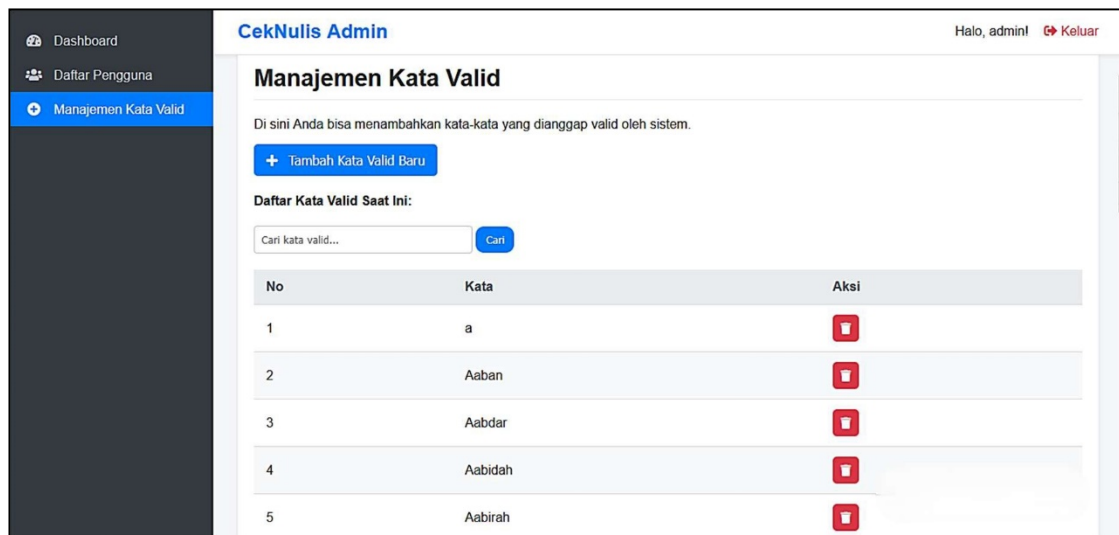 CekNulis Admin
Halo, admin! Keluar
Dashboard
Daftar Pengguna
Manajemen Kata Valid
Manajemen Kata Valid
Di sini Anda bisa menambahkan kata-kata yang dianggap valid oleh sistem.
+ Tambah Kata Valid Baru
Daftar Kata Valid Saat Ini:
Cari kata valid... Cari
No Kata Aksi
1 a
2 Aaban
3 Aabdar
4 Aabidah
5 Aabirah